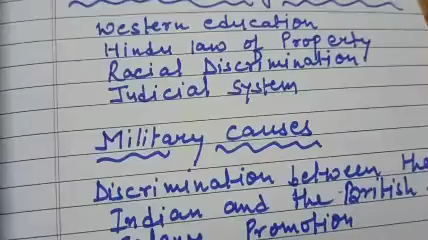 Western education
Hindu law of Property
Racial Discrimination
Judicial System
Military causes
Discrimination between the
Indian and the British
Promotion